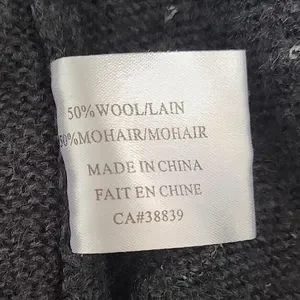 50%WOOL/LAIN
50%MOHAIR/MOHAIR
MADE IN CHINA
FAIT EN CHINE
CA#38839